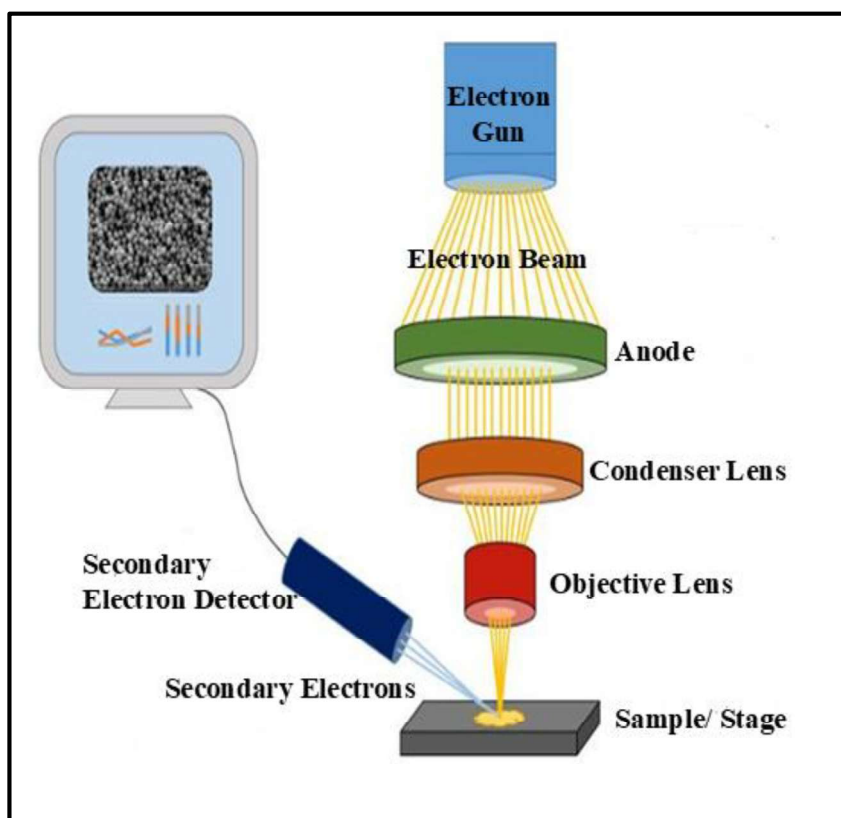 Electron
Gun
Electron Beam
Anode
Condenser Lens
Secondary
Electron Detector
Objective Lens
Secondary Electrons
Sample/ Stage